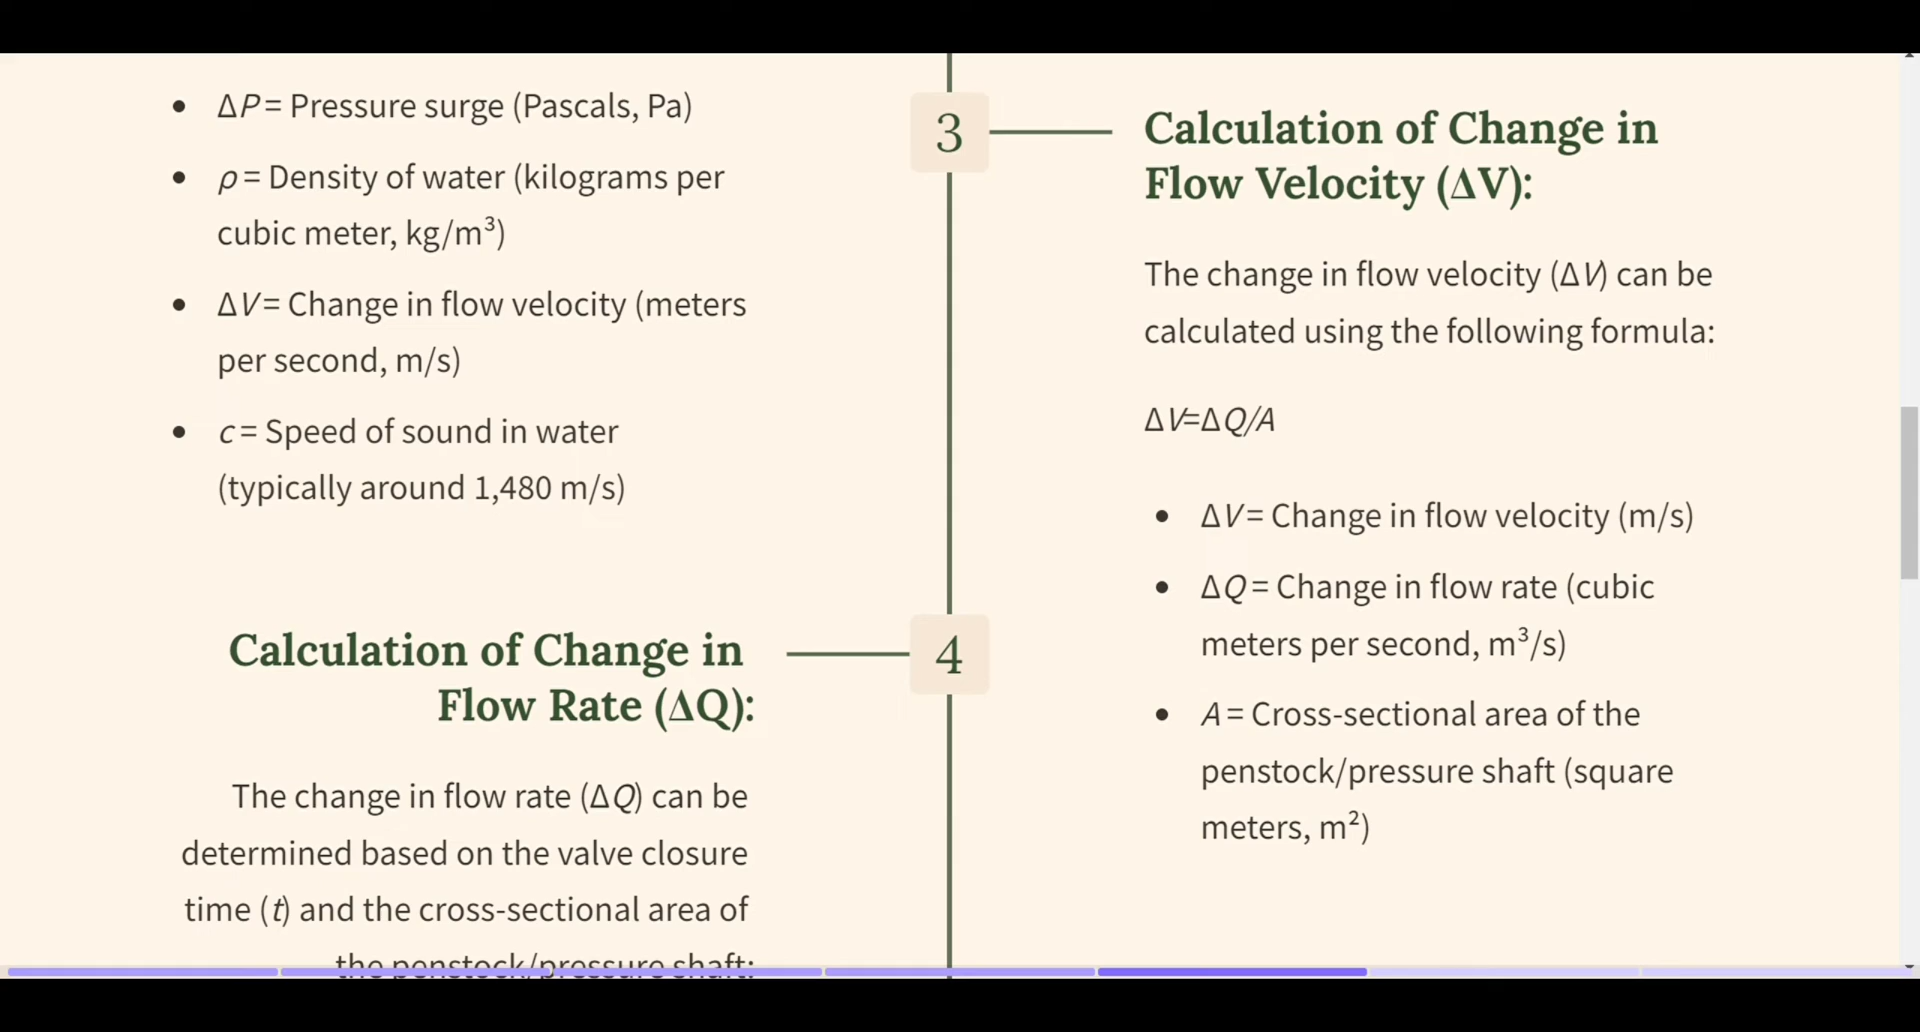 • ΔP = Pressure surge (Pascals, Pa)
• ρ = Density of water (kilograms per
cubic meter, kg/m³)
• ΔV = Change in flow velocity (meters
per second, m/s)
• c = Speed of sound in water
(typically around 1,480 m/s)
3
Calculation of Change in
Flow Velocity (ΔV):
The change in flow velocity (ΔV) can be
calculated using the following formula:
ΔV=ΔQ/A
• ΔV = Change in flow velocity (m/s)
• ΔQ = Change in flow rate (cubic
meters per second, m³/s)
• A = Cross-sectional area of the
penstock/pressure shaft (square
meters, m²)
4
Calculation of Change in
Flow Rate (ΔQ):
The change in flow rate (ΔQ) can be
determined based on the valve closure
time (t) and the cross-sectional area of
the penstock/pressure shaft: